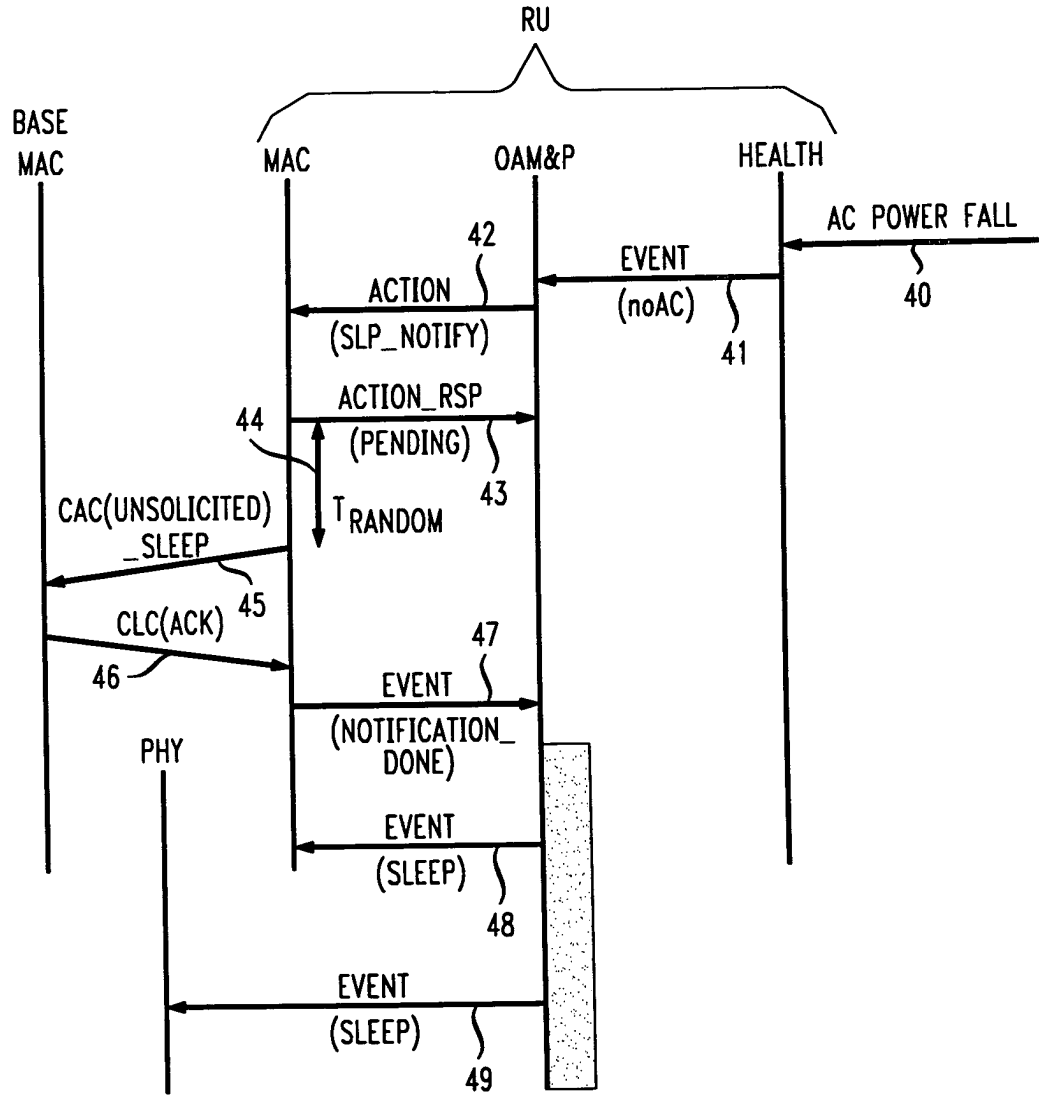 RU
BASE
MAC
MAC
OAM&P
HEALTH
AC POWER FALL
40
EVENT
(noAC)
41
42
ACTION
(SLP_NOTIFY)
ACTION_RSP
(PENDING)
43
44
TRANDOM
CAC(UNSOLICITED)
_SLEEP
45
CLC(ACK)
46
47
EVENT
(NOTIFICATION_
DONE)
PHY
EVENT
(SLEEP)
48
EVENT
(SLEEP)
49